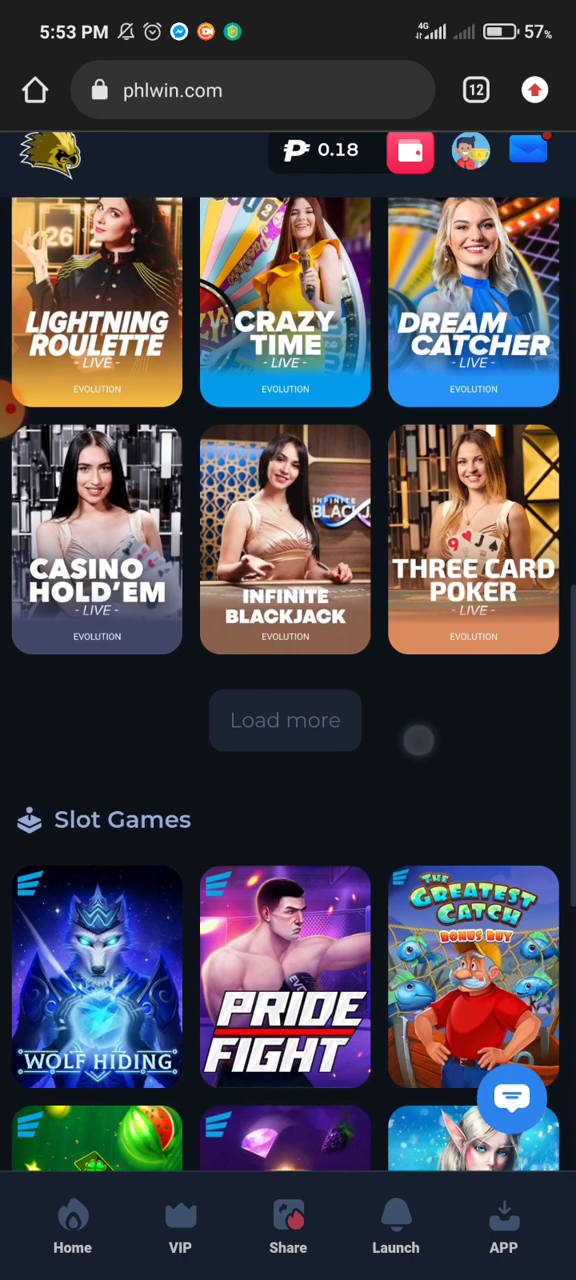 5:53 PM
4G
57%
phlwin.com
12
0.18
LIGHTNING
ROULETTE
- LIVE -
EVOLUTION
CRAZY
TIME
- LIVE -
EVOLUTION
DREAM
CATCHER
- LIVE -
EVOLUTION
CASINO
HOLD'EM
- LIVE -
EVOLUTION
INFINITE
BLACKJACK
EVOLUTION
THREE CARD
POKER
- LIVE -
EVOLUTION
Load more
Slot Games
WOLF HIDING
PRIDE
FIGHT
THE
GREATEST
CATCH
BONUS BUY
Home
VIP
Share
Launch
APP